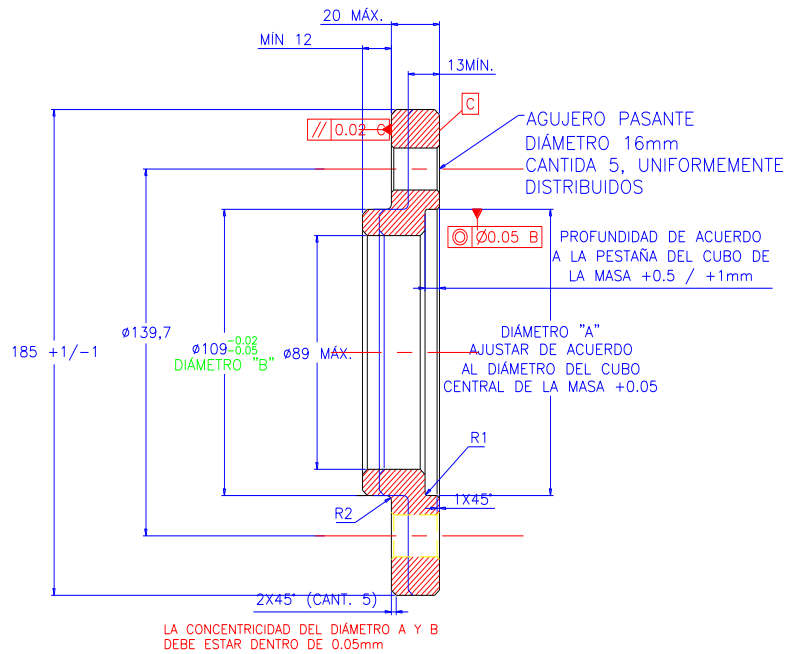 20 MÁX.
MÍN 12
13MÍN.
C
// 0.02 C
AGUJERO PASANTE
DIÁMETRO 16mm
CANTIDA 5, UNIFORMEMENTE
DISTRIBUIDOS
◎ Ø0.05 B
PROFUNDIDAD DE ACUERDO
A LA PESTAÑA DEL CUBO DE
LA MASA +0.5 / +1mm
185 +1/-1
ø139,7
ø109 -0.02
-0.05
DIÁMETRO "B"
ø89 MÁX.
DIÁMETRO "A"
AJUSTAR DE ACUERDO
AL DIÁMETRO DEL CUBO
CENTRAL DE LA MASA +0.05
R1
1X45°
R2
2X45° (CANT. 5)
LA CONCENTRICIDAD DEL DIÁMETRO A Y B
DEBE ESTAR DENTRO DE 0.05mm